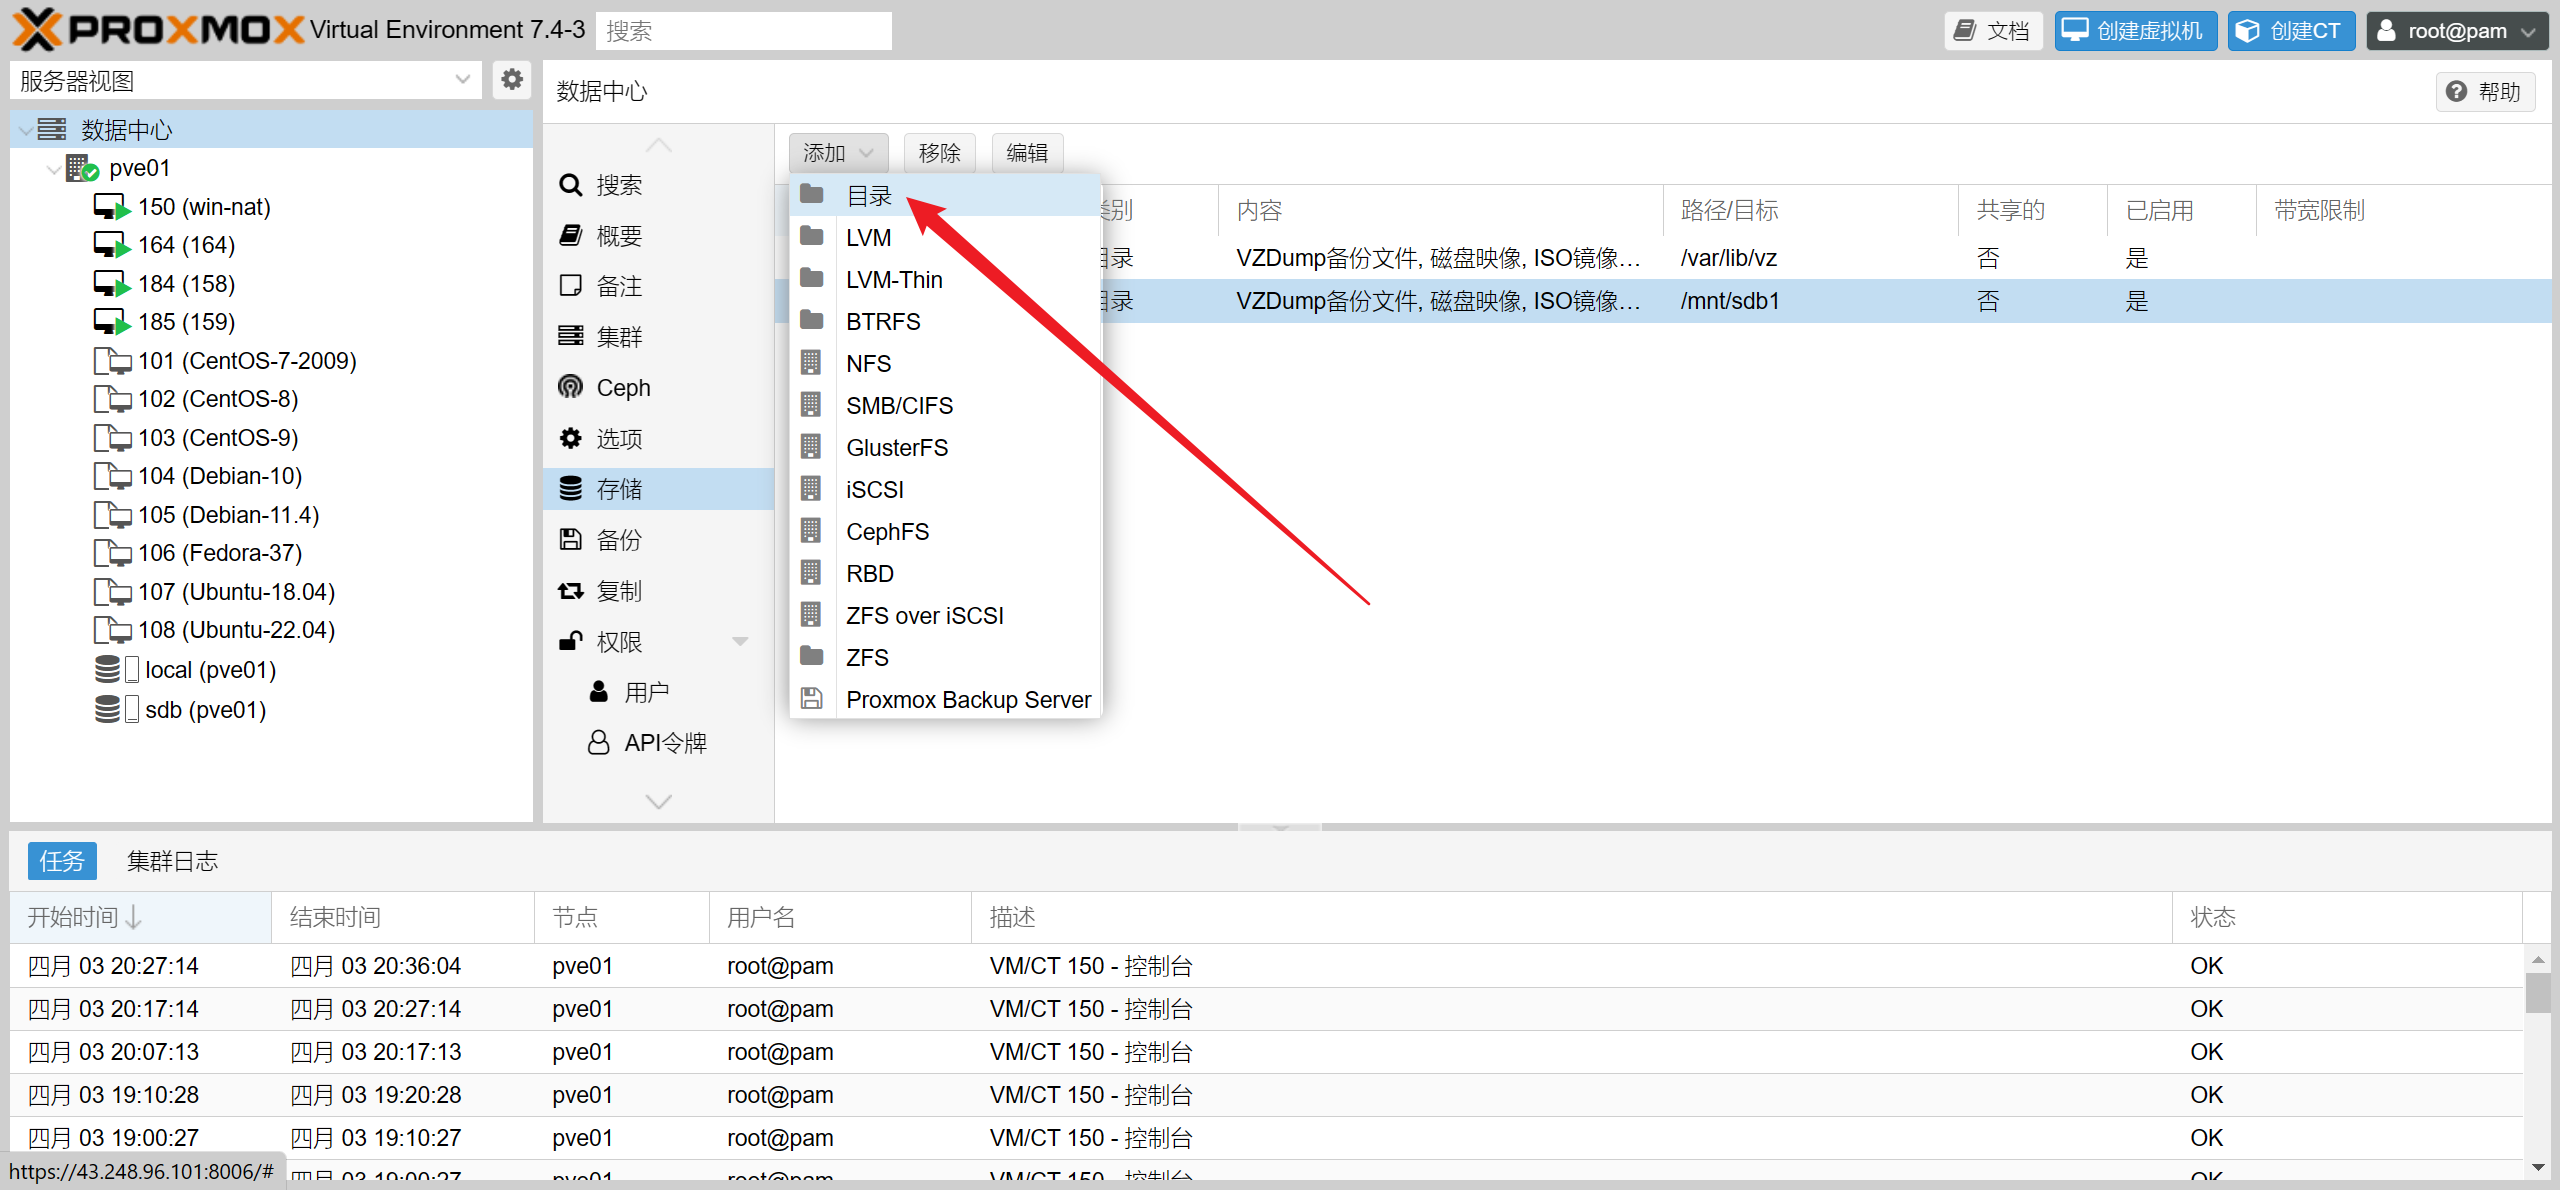 PROXMOX Virtual Environment 7.4-3 搜索 文档 创建虚拟机 创建CT root@pam
服务器视图
数据中心 帮助
数据中心
pve01
150 (win-nat)
164 (164)
184 (158)
185 (159)
101 (CentOS-7-2009)
102 (CentOS-8)
103 (CentOS-9)
104 (Debian-10)
105 (Debian-11.4)
106 (Fedora-37)
107 (Ubuntu-18.04)
108 (Ubuntu-22.04)
local (pve01)
sdb (pve01)
搜索
概要
备注
集群
Ceph
选项
存储
备份
复制
权限
用户
API令牌
添加 移除 编辑
目录
LVM
LVM-Thin
BTRFS
NFS
SMB/CIFS
GlusterFS
iSCSI
CephFS
RBD
ZFS over iSCSI
ZFS
Proxmox Backup Server
类别 内容 路径/目标 共享的 已启用 带宽限制
目录 VZDump备份文件, 磁盘映像, ISO镜像… /var/lib/vz 否 是
目录 VZDump备份文件, 磁盘映像, ISO镜像… /mnt/sdb1 否 是
任务 集群日志
开始时间 结束时间 节点 用户名 描述 状态
四月 03 20:27:14 四月 03 20:36:04 pve01 root@pam VM/CT 150 - 控制台 OK
四月 03 20:17:14 四月 03 20:27:14 pve01 root@pam VM/CT 150 - 控制台 OK
四月 03 20:07:13 四月 03 20:17:13 pve01 root@pam VM/CT 150 - 控制台 OK
四月 03 19:10:28 四月 03 19:20:28 pve01 root@pam VM/CT 150 - 控制台 OK
四月 03 19:00:27 四月 03 19:10:27 pve01 root@pam VM/CT 150 - 控制台 OK
四月 03 19:00:27 pve01 root@pam VM/CT 150 - 控制台 OK
https://43.248.96.101:8006/#